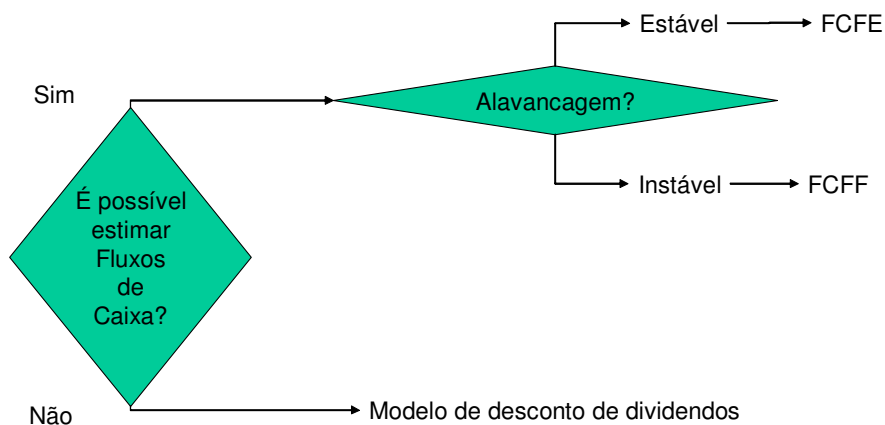 Estável
FCFE
Sim
Alavancagem?
É possível
estimar
Fluxos
de
Caixa?
Instável
FCFF
Não
Modelo de desconto de dividendos